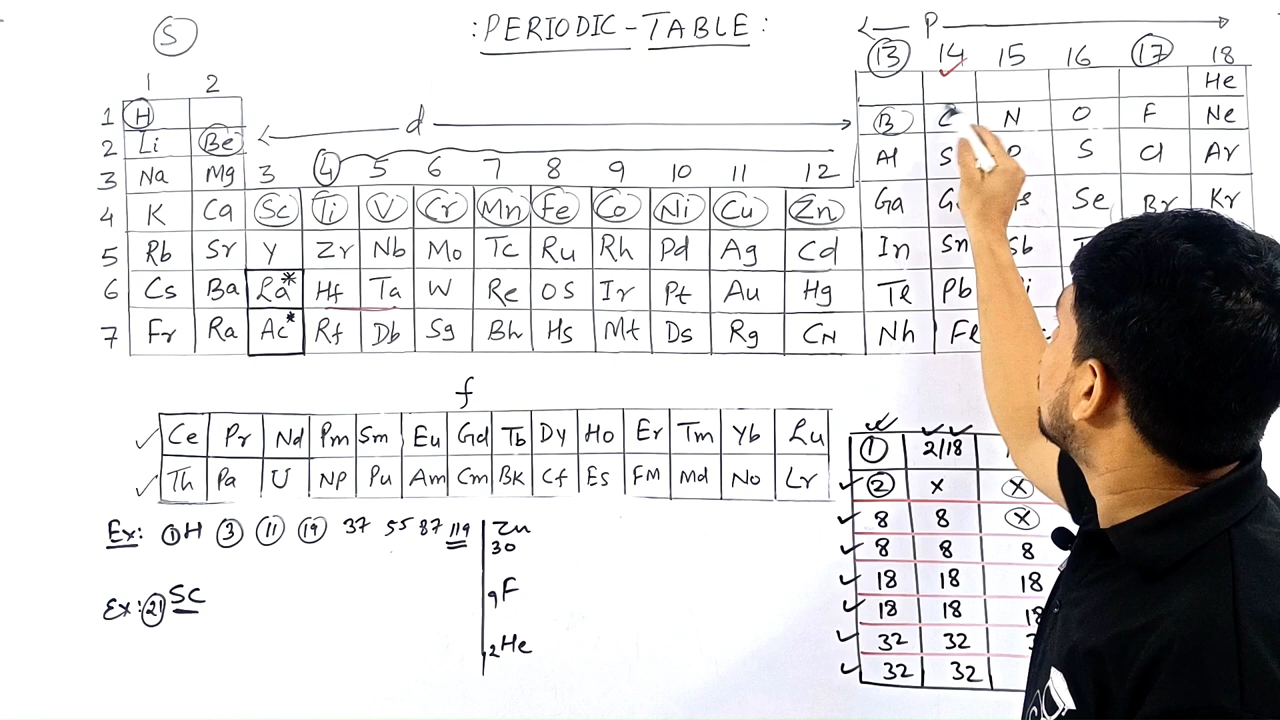 S :PERIODIC-TABLE: P
13 14 15 16 17 18
1 2 He
1 H
d B N O F Ne
2 Li Be
Al S Cl Ar
3 Na Mg 3 4 5 6 7 8 9 10 11 12
4 K Ca Sc Ti V Cr Mn Fe Co Ni Cu Zn Ga Se Br Kr
5 Rb Sr Y Zr Nb Mo Tc Ru Rh Pd Ag Cd In Sn Sb
6 Cs Ba La* Hf Ta W Re OS Ir Pt Au Hg Te Pb
7 Fr Ra Ac* Rf Db Sg Bh Hs Mt Ds Rg CN Nh
f
Ce Pr Nd Pm Sm Eu Gd Tb Dy Ho Er Tm Yb Lu
Th Pa U NP Pu Am Cm BK Cf Es FM Md No Lr
1 2/18
2 x x
8 8 x
8 8 8
18 18 18
18 18 18
32 32
32 32
Ex: 1 H 3 11 19 37 55 87 119
Ex: 21 Sc
Zn
30
9F
2He